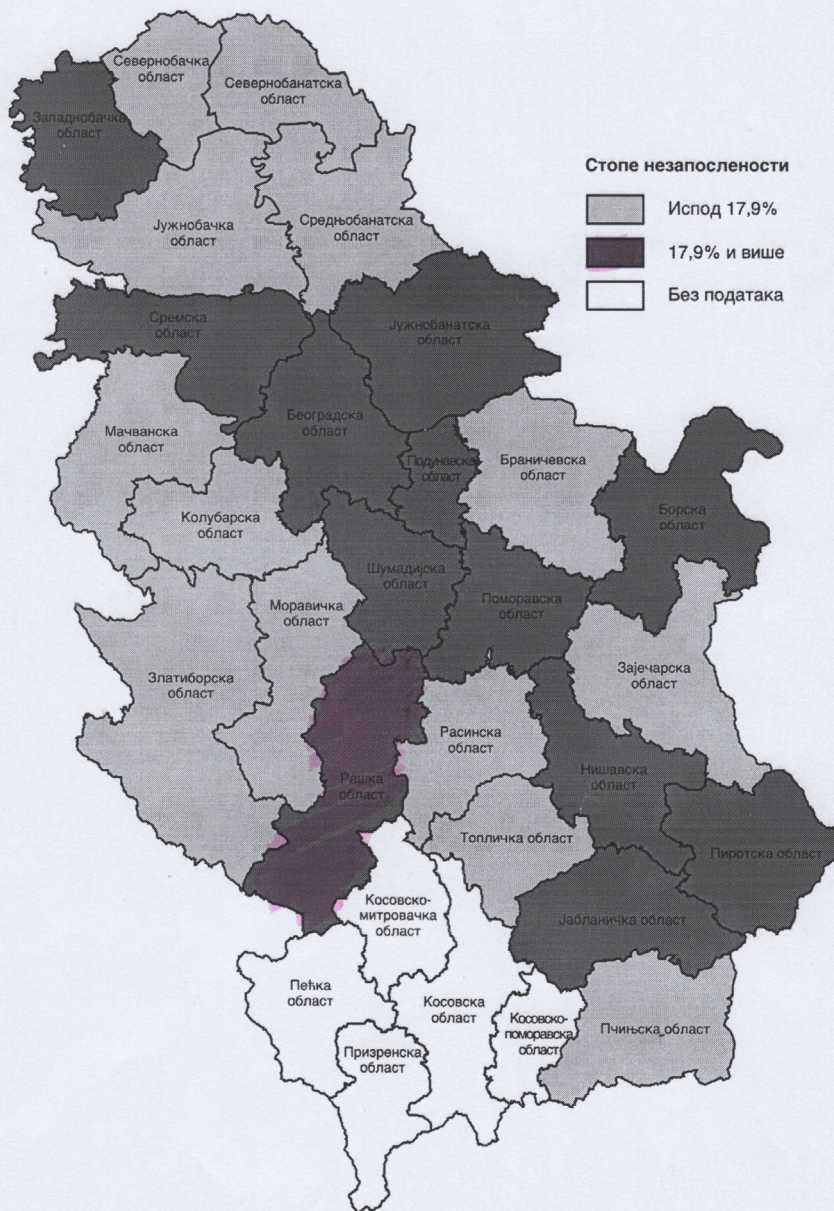 Севернобачка
област
Севернобанатска
област
Западнобачка
област
Јужнобачка
област
Средњобанатска
област
Стопе незапослености
Испод 17,9%
17,9% и више
Без података
Сремска
област
Јужнобанатска
област
Београдска
област
Мачванска
област
Подунавска
област
Браничевска
област
Борска
област
Колубарска
област
Шумадијска
област
Поморавска
област
Моравичка
област
Златиборска
област
Зајечарска
област
Расинска
област
Рашка
област
Нишавска
област
Топличка област
Пиротска област
Косовско-
митровачка
област
Јабланичка област
Пећка
област
Косовска
област
Косовско-
поморавска
област
Пчињска област
Призренска
област